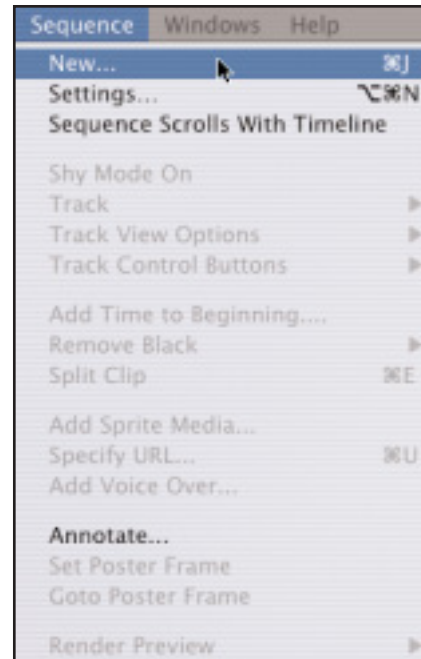 Sequence Windows Help
New... ⌘J
Settings... ⌥⌘N
Sequence Scrolls With Timeline
Shy Mode On
Track
Track View Options
Track Control Buttons
Add Time to Beginning....
Remove Black
Split Clip ⌘E
Add Sprite Media...
Specify URL... ⌘U
Add Voice Over...
Annotate...
Set Poster Frame
Goto Poster Frame
Render Preview